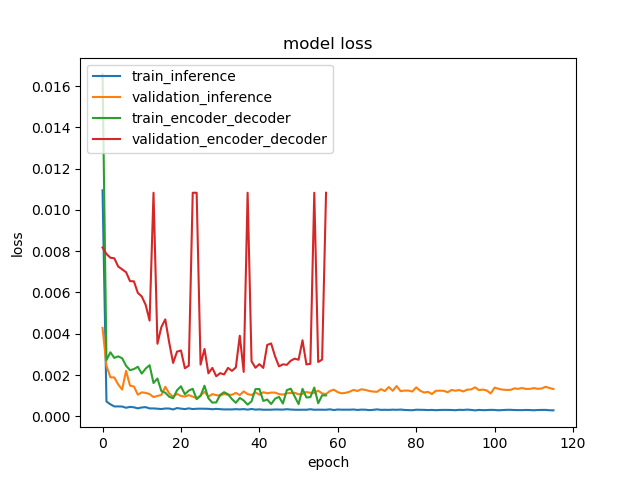 model loss
train_inference
validation_inference
train_encoder_decoder
validation_encoder_decoder
loss
0.016
0.014
0.012
0.010
0.008
0.006
0.004
0.002
0.000
0 20 40 60 80 100 120
epoch